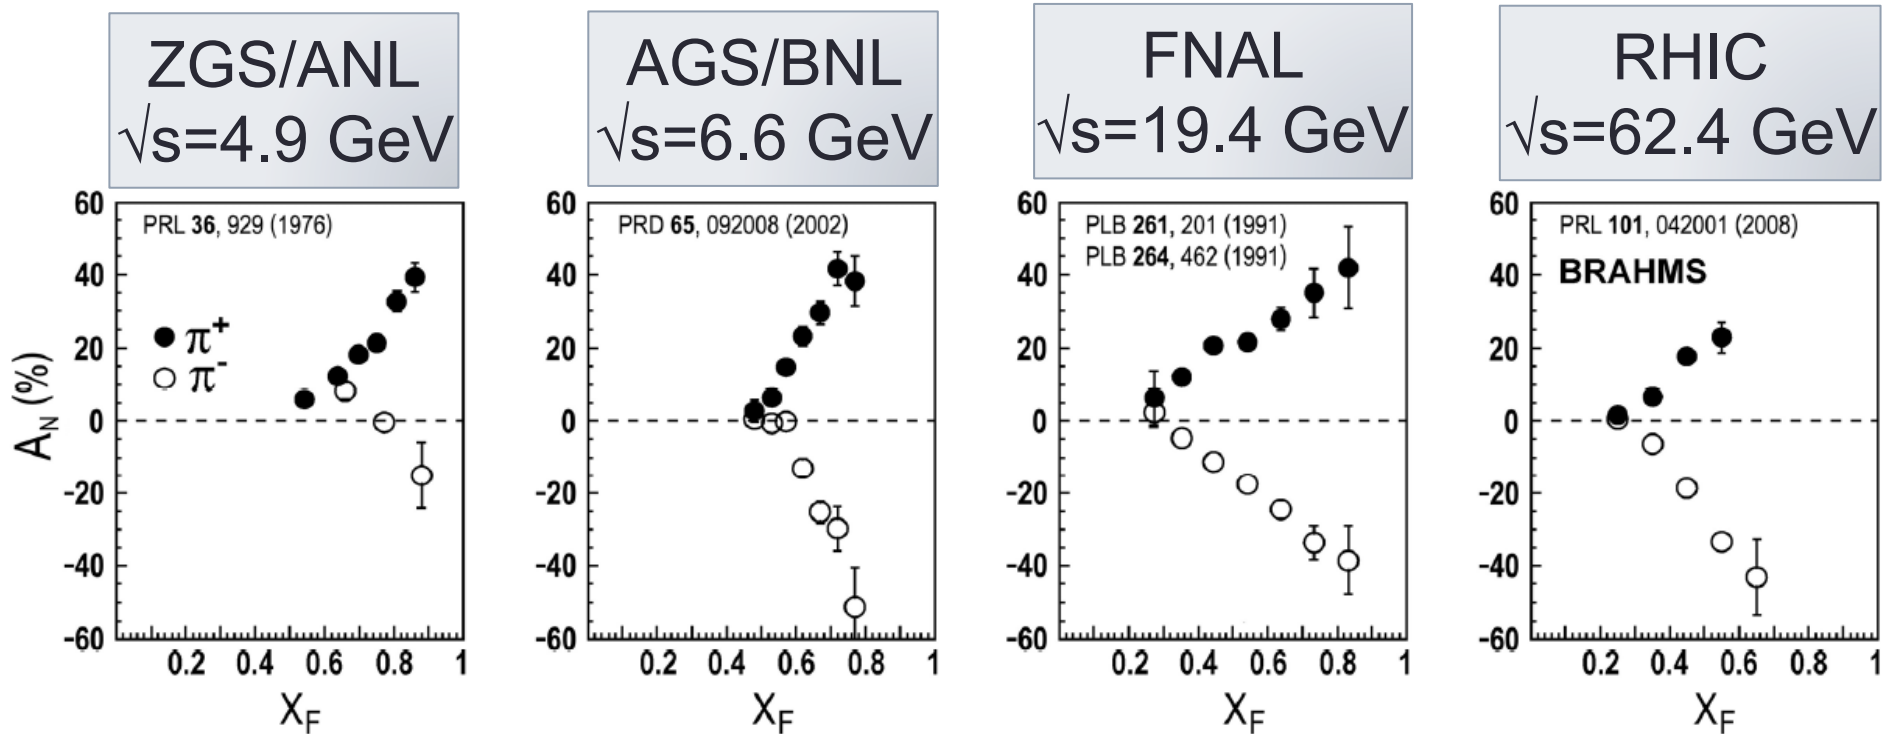 ZGS/ANL
√s=4.9 GeV
AGS/BNL
√s=6.6 GeV
FNAL
√s=19.4 GeV
RHIC
√s=62.4 GeV
A_N (%)
60
40
20
0
-20
-40
-60
PRL 36, 929 (1976)
π⁺
π⁻
0.2 0.4 0.6 0.8 1
X_F
60
40
20
0
-20
-40
-60
PRD 65, 092008 (2002)
0.2 0.4 0.6 0.8 1
X_F
60
40
20
0
-20
-40
-60
PLB 261, 201 (1991)
PLB 264, 462 (1991)
0.2 0.4 0.6 0.8 1
X_F
60
40
20
0
-20
-40
-60
PRL 101, 042001 (2008)
BRAHMS
0.2 0.4 0.6 0.8 1
X_F